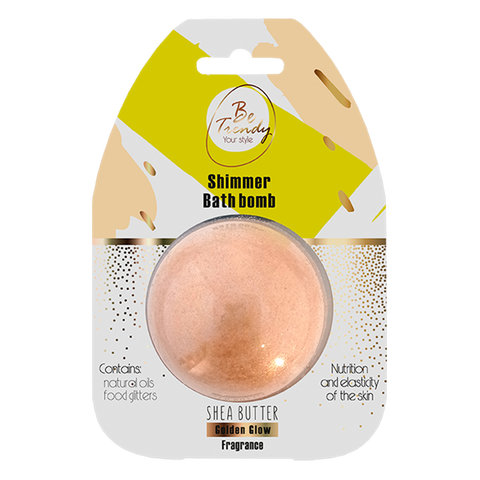 Be
Trendy
Your style
Shimmer
Bath bomb
Contains:
natural oils
food glitters
Nutrition
and elasticity
of the skin
SHEA BUTTER
Golden Glow
Fragrance